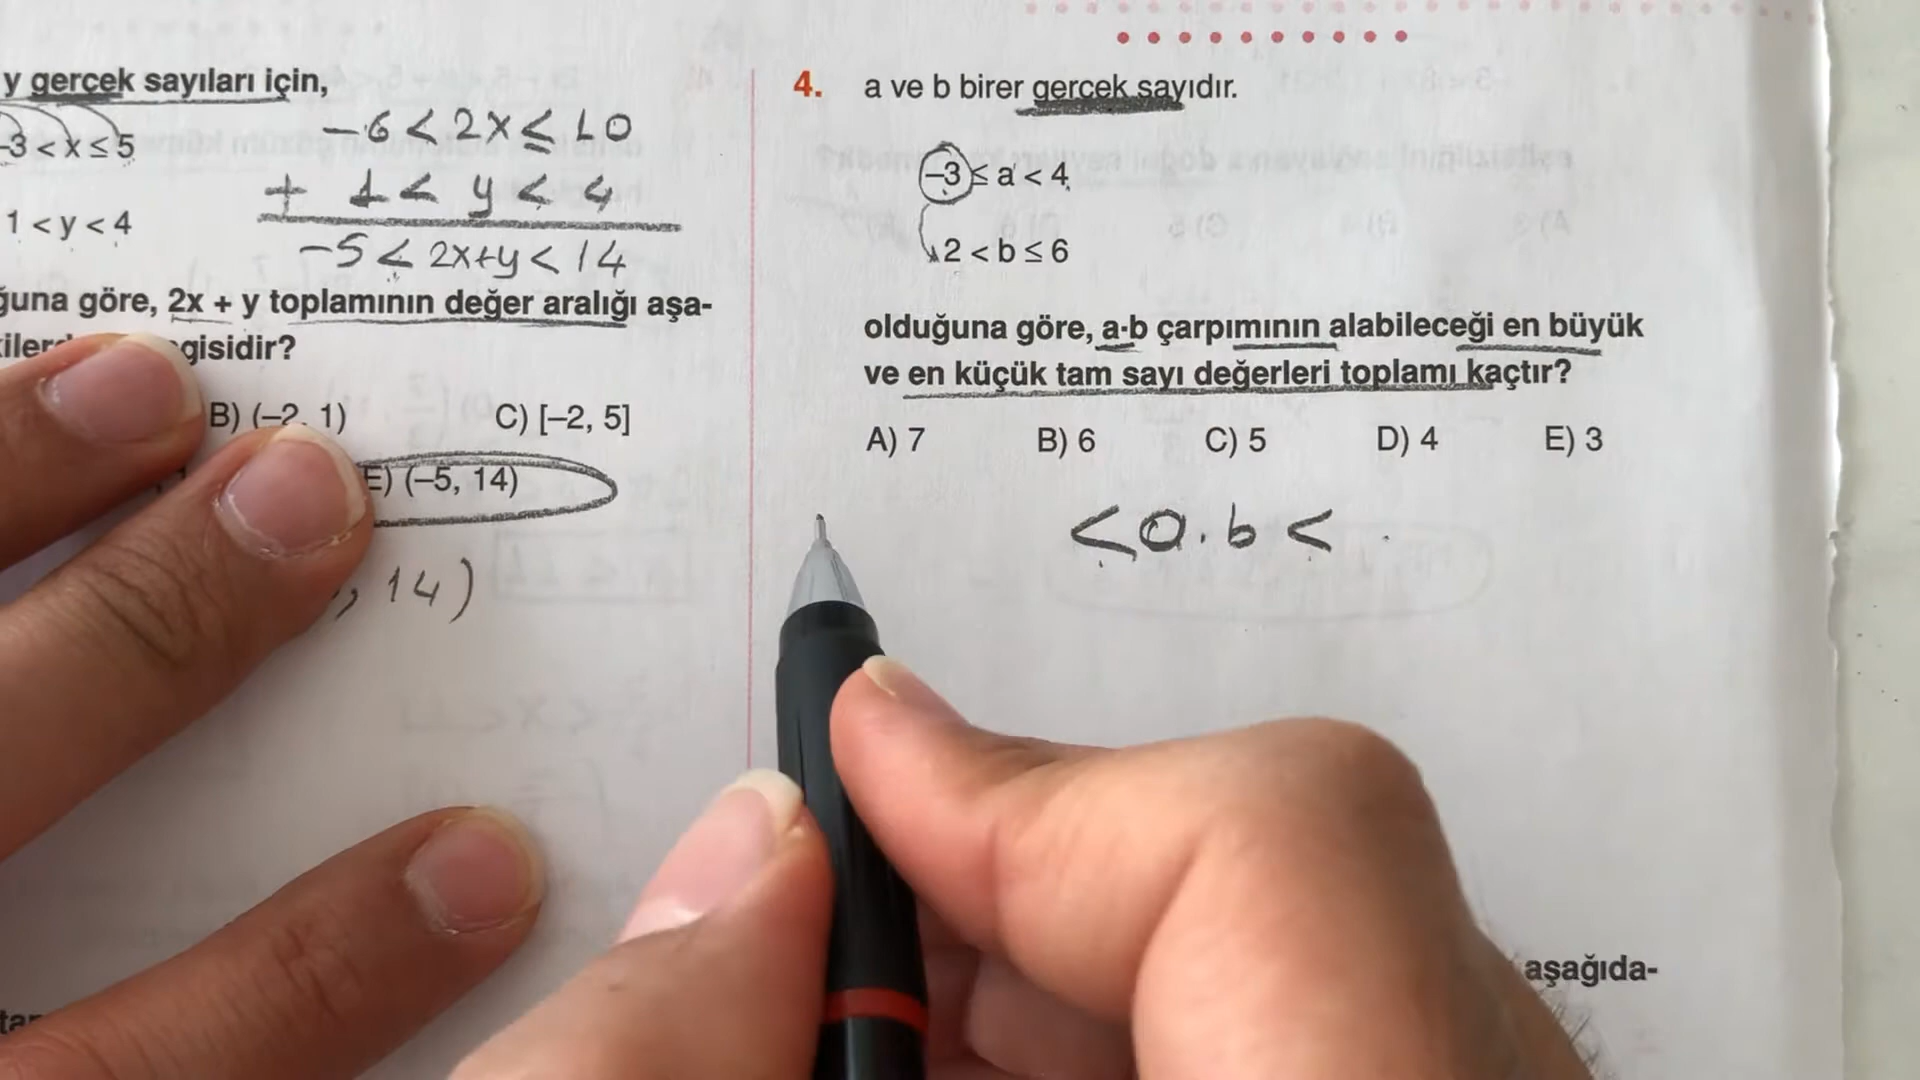 y gerçek sayıları için,
-3 < x ≤ 5
1 < y < 4
-6 < 2x ≤ 10
+ 1 < y < 4
-5 < 2x+y < 14
ğuna göre, 2x + y toplamının değer aralığı aşa-
gisidir?
B) (–2, 1)
C) [–2, 5]
E) (–5, 14)
, 14)
4. a ve b birer gerçek sayıdır.
–3 ≤ a < 4
2 < b ≤ 6
olduğuna göre, a·b çarpımının alabileceği en büyük
ve en küçük tam sayı değerleri toplamı kaçtır?
A) 7 B) 6 C) 5 D) 4 E) 3
< a.b <
aşağıda-